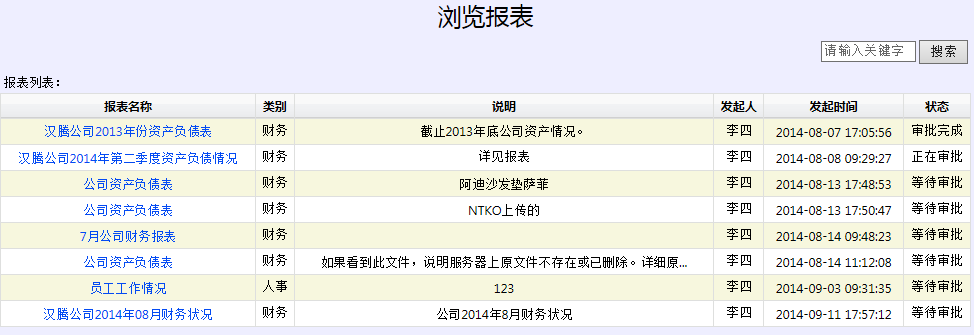 浏览报表
请输入关键字 搜索
报表列表：
报表名称 类别 说明 发起人 发起时间 状态
汉腾公司2013年份资产负债表 财务 截止2013年底公司资产情况。 李四 2014-08-07 17:05:56 审批完成
汉腾公司2014年第二季度资产负债情况 财务 详见报表 李四 2014-08-08 09:29:27 正在审批
公司资产负债表 财务 阿迪沙发垫萨菲 李四 2014-08-13 17:48:53 等待审批
公司资产负债表 财务 NTKO上传的 李四 2014-08-13 17:50:47 等待审批
7月公司财务报表 财务 李四 2014-08-14 09:48:23 等待审批
公司资产负债表 财务 如果看到此文件，说明服务器上原文件不存在或已删除。详细原... 李四 2014-08-14 11:12:08 等待审批
员工工作情况 人事 123 李四 2014-09-03 09:31:35 等待审批
汉腾公司2014年08月财务状况 财务 公司2014年8月财务状况 李四 2014-09-11 17:57:12 等待审批